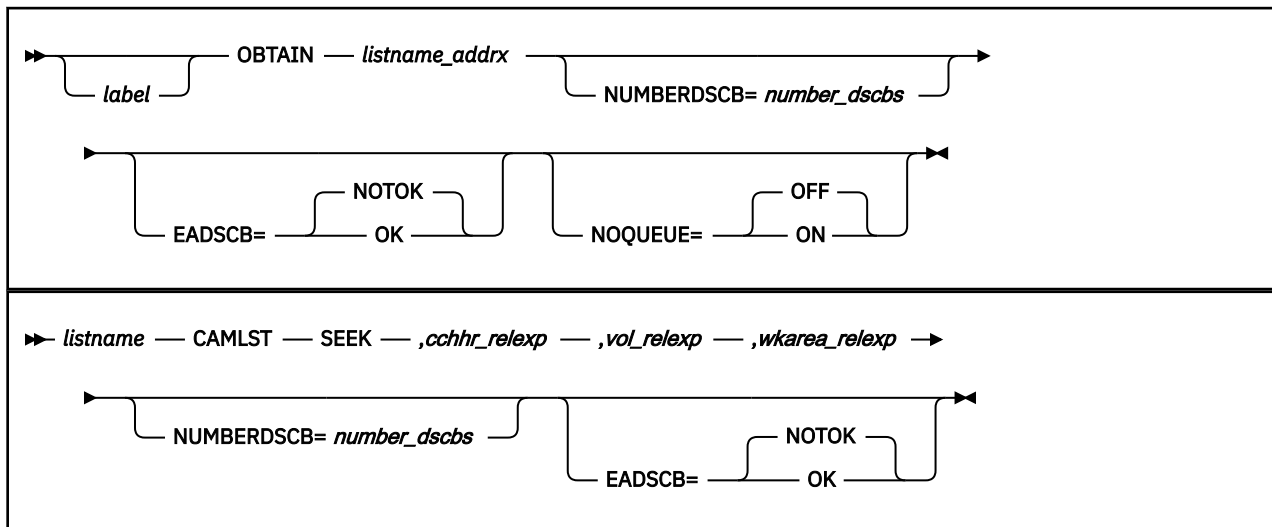 OBTAIN listname_addrx
label NUMBERDSCB= number_dscbs
NOTOK OFF
EADSCB= OK NOQUEUE= ON
listname CAMLST SEEK ,cchhr_relexp ,vol_relexp ,wkarea_relexp
NUMBERDSCB= number_dscbs NOTOK
EADSCB= OK